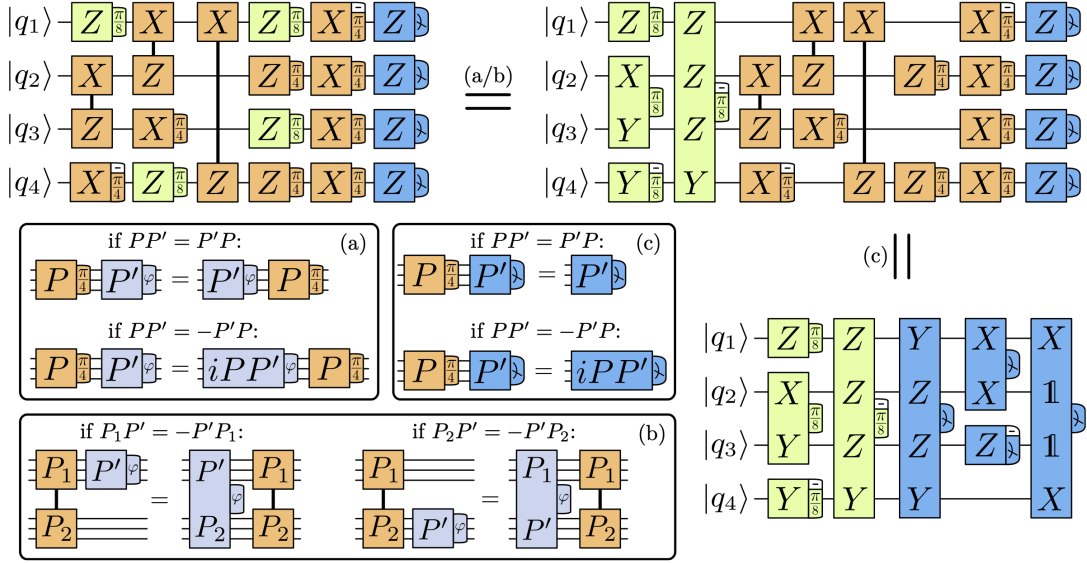 |q₁⟩ Z π/8 X X Z π/8 X -π/4 Z
|q₂⟩ X Z Z π/4 X π/4 Z
|q₃⟩ Z X π/4 Z π/8 X π/4 Z
|q₄⟩ X -π/4 Z π/8 Z Z π/4 X π/4 Z
(a/b)
=
|q₁⟩ Z π/8 Z X X X -π/4 Z
|q₂⟩ X Z X Z Z π/4 X π/4 Z
π/8 -π/8
|q₃⟩ Y Z Z X π/4 X π/4 Z
|q₄⟩ Y -π/8 Y X -π/4 Z Z π/4 X π/4 Z
if PP′ = P′P: (a)
P π/4 P′ φ = P′ φ P π/4
if PP′ = −P′P:
P π/4 P′ φ = iPP′ φ P π/4
if PP′ = P′P: (c)
P π/4 P′ = P′
if PP′ = −P′P:
P π/4 P′ = iPP′
(c) ||
if P₁P′ = −P′P₁: if P₂P′ = −P′P₂: (b)
P₁ P′ φ P′ P₁ P₁ P₁ P₁
= φ = φ
P₂ P₂ P₂ P₂ P′ φ P′ P₂
|q₁⟩ Z π/8 Z Y X X
|q₂⟩ X Z Z X 𝟙
π/8 -π/8
|q₃⟩ Y Z Z Z - 𝟙
|q₄⟩ Y -π/8 Y Y X